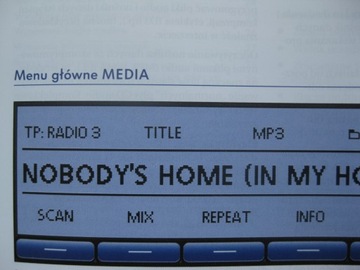 Menu główne MEDIA
TP: RADIO 3 TITLE MP3
NOBODY'S HOME (IN MY HO
SCAN MIX REPEAT INFO